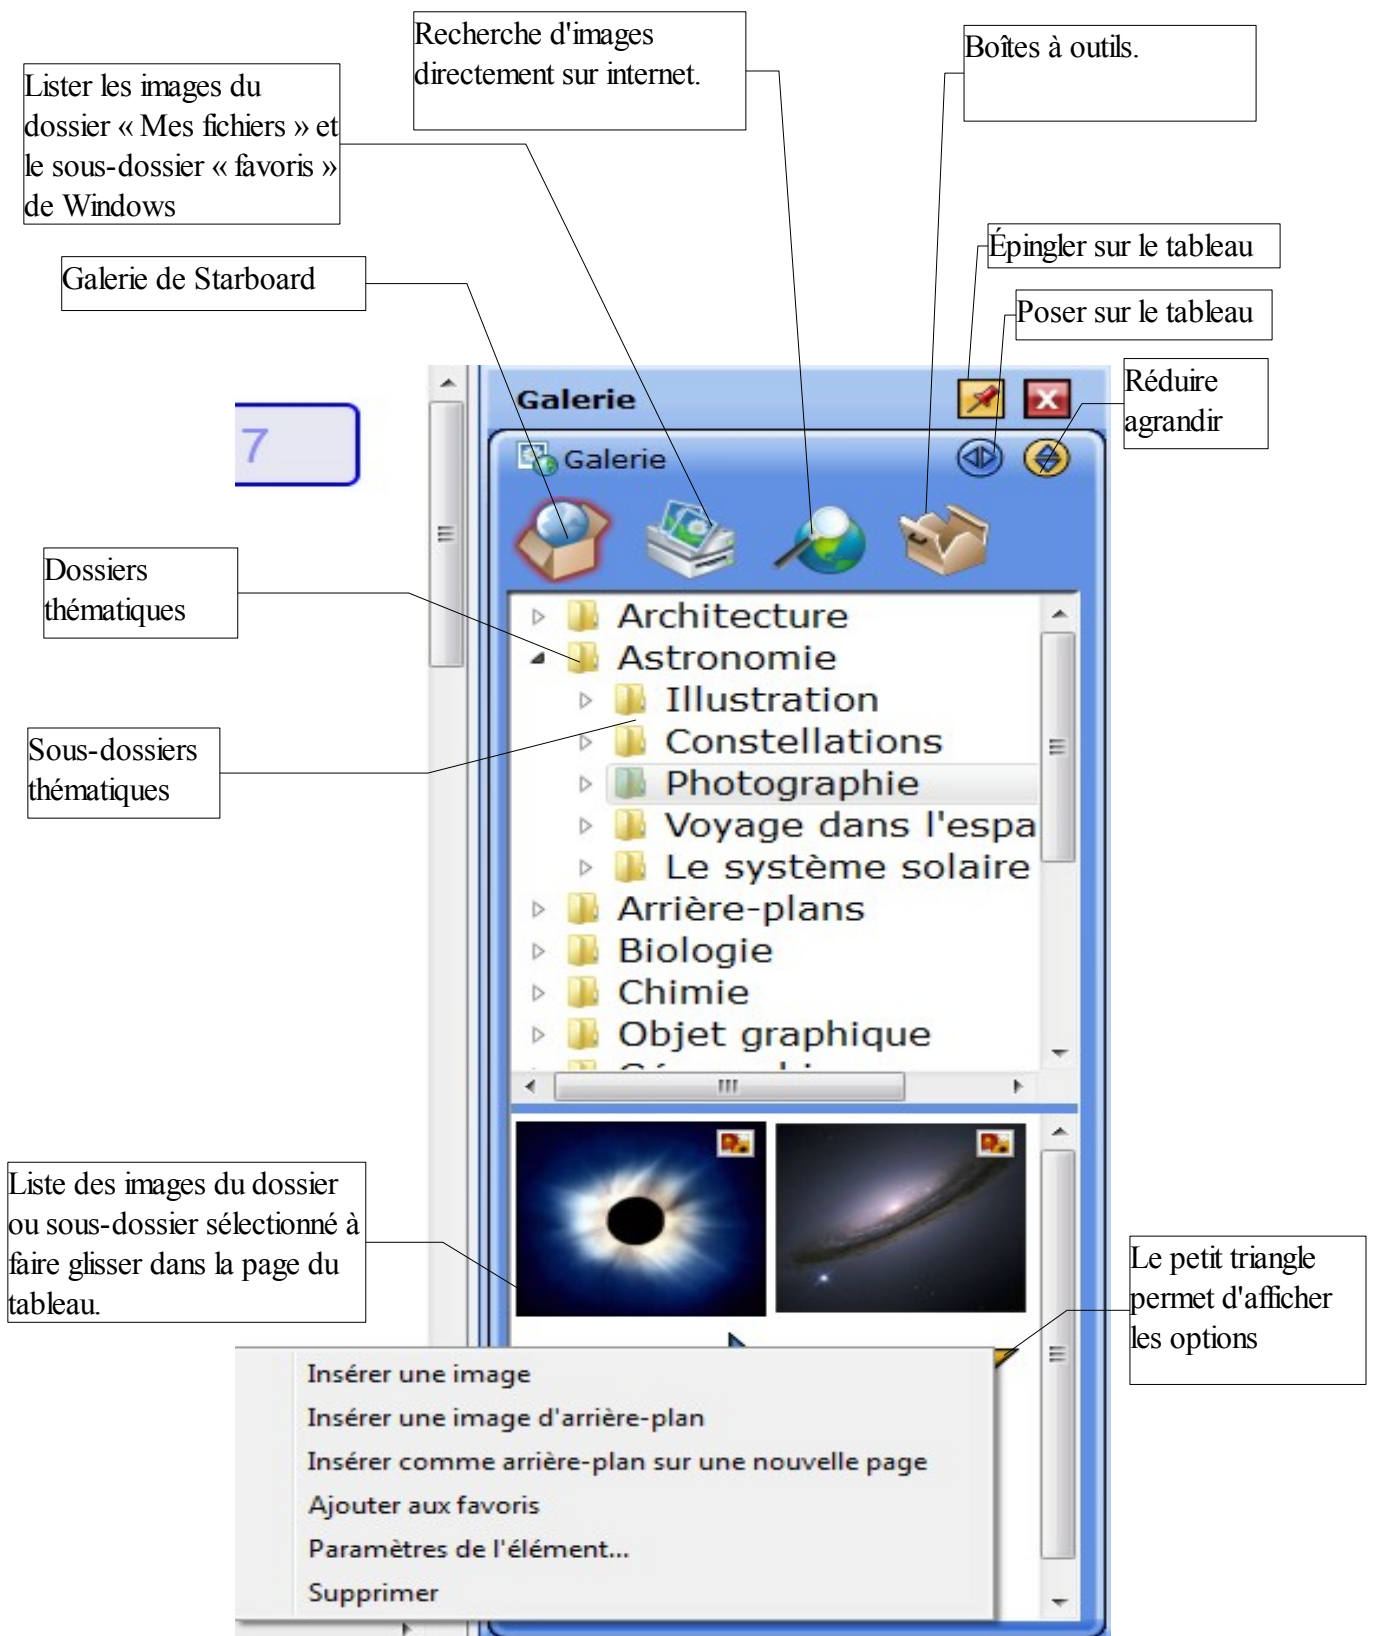 Recherche d'images
directement sur internet.
Boîtes à outils.
Lister les images du
dossier « Mes fichiers » et
le sous-dossier « favoris »
de Windows
Épingler sur le tableau
Galerie de Starboard
Poser sur le tableau
Réduire
agrandir
Galerie
7
Galerie
Dossiers
thématiques
Architecture
Astronomie
Illustration
Sous-dossiers
thématiques
Constellations
Photographie
Voyage dans l'espa
Le système solaire
Arrière-plans
Biologie
Chimie
Objet graphique
Liste des images du dossier
ou sous-dossier sélectionné à
faire glisser dans la page du
tableau.
Le petit triangle
permet d'afficher
les options
Insérer une image
Insérer une image d'arrière-plan
Insérer comme arrière-plan sur une nouvelle page
Ajouter aux favoris
Paramètres de l'élément...
Supprimer